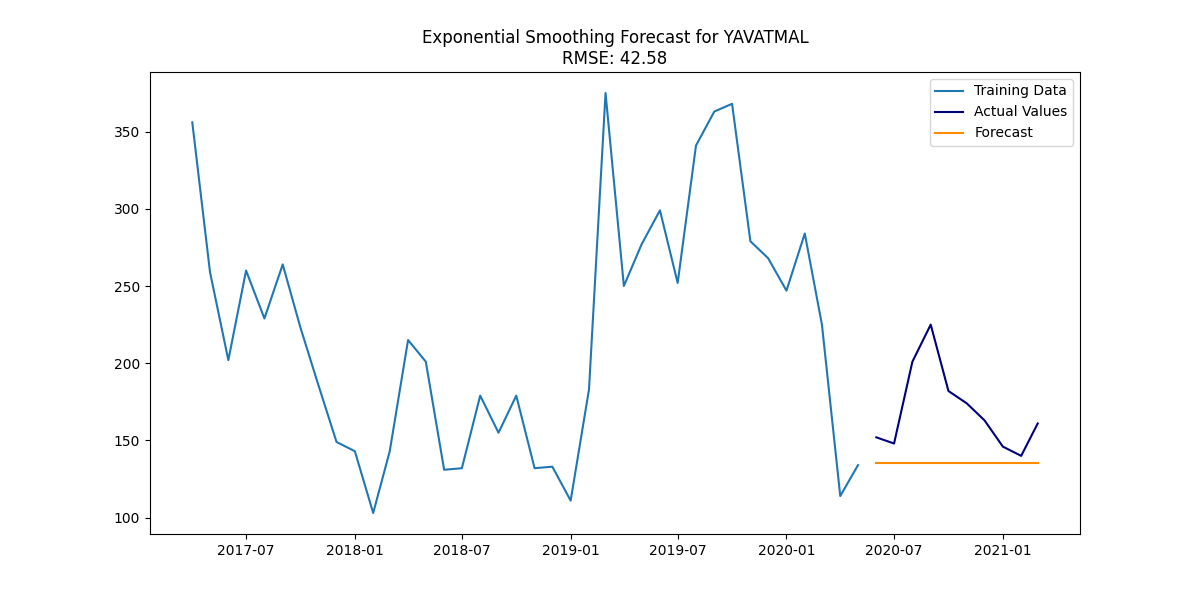 Exponential Smoothing Forecast for YAVATMAL
RMSE: 42.58
Training Data
Actual Values
Forecast
350
300
250
200
150
100
2017-07
2018-01
2018-07
2019-01
2019-07
2020-01
2020-07
2021-01